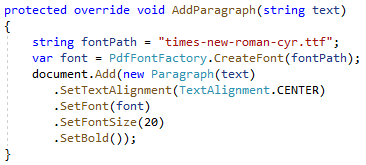 protected override void AddParagraph(string text)
{
string fontPath = "times-new-roman-cyr.ttf";
var font = PdfFontFactory.CreateFont(fontPath);
document.Add(new Paragraph(text)
.SetTextAlignment(TextAlignment.CENTER)
.SetFont(font)
.SetFontSize(20)
.SetBold());
}